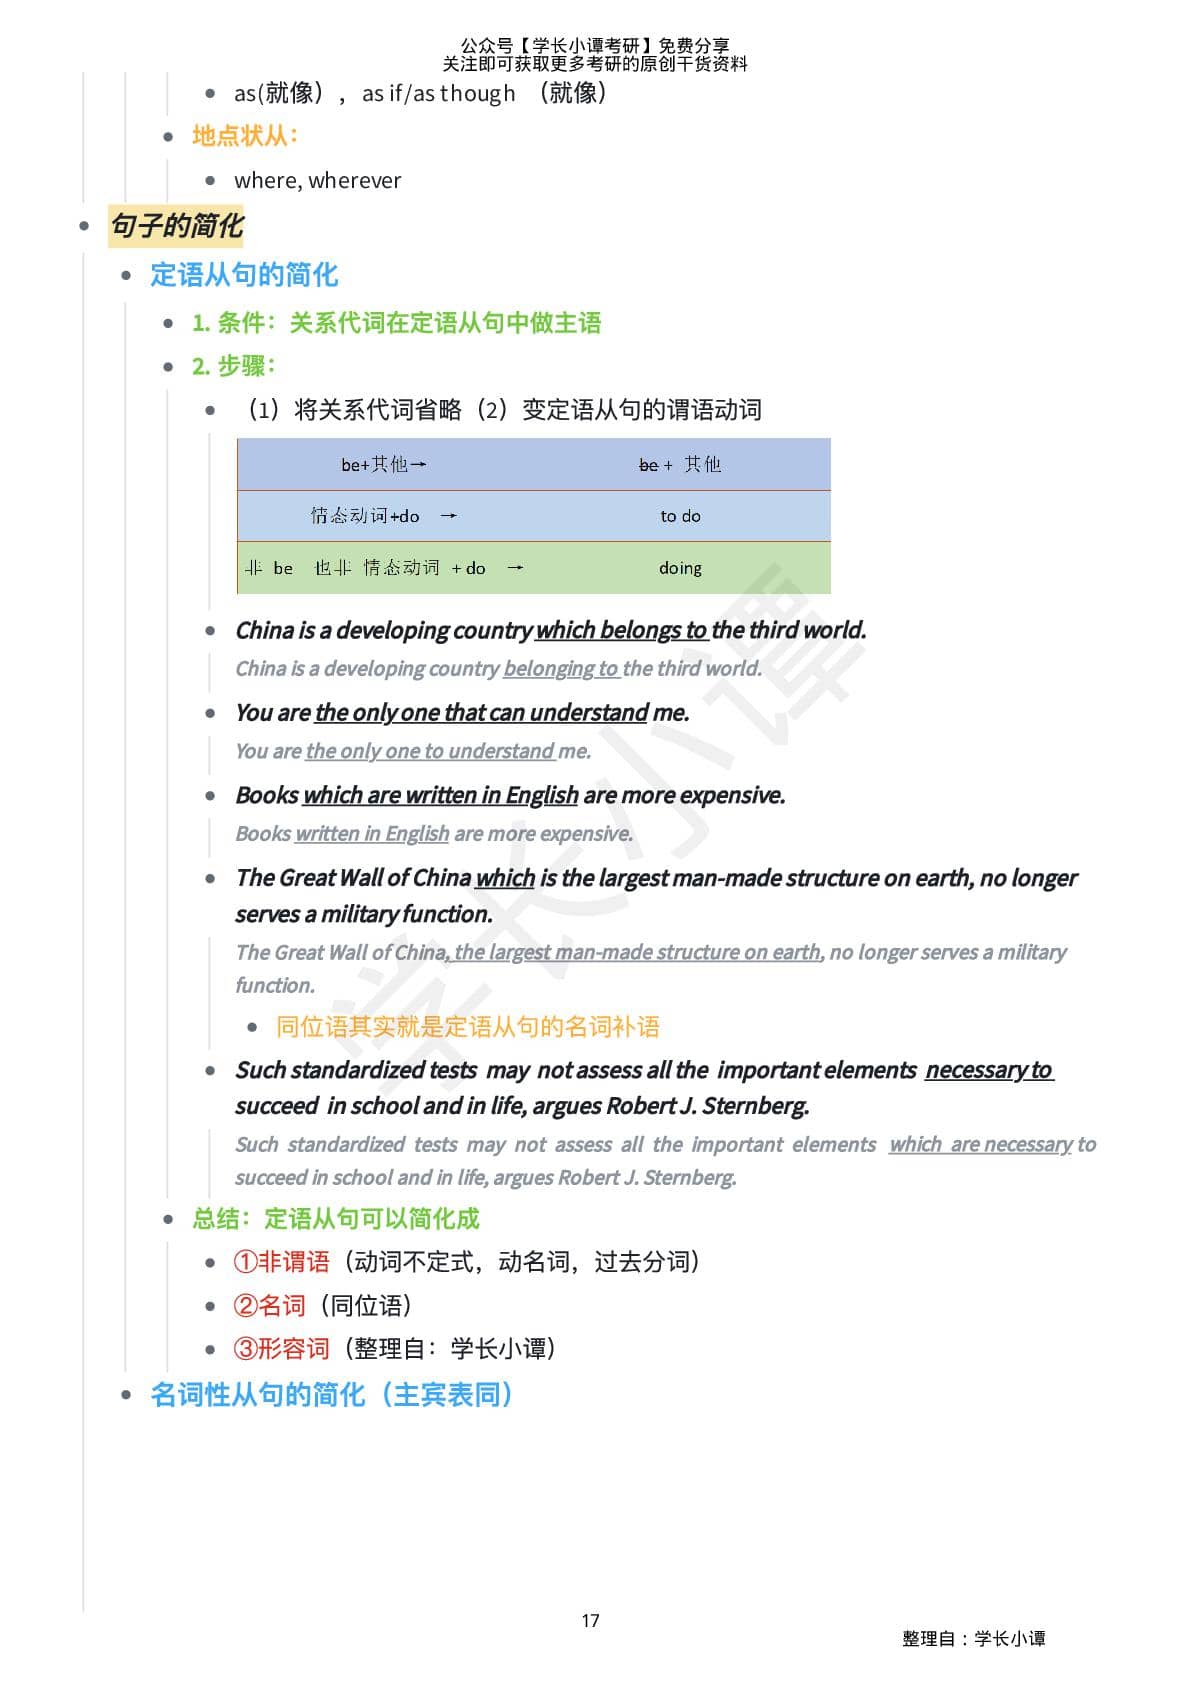 公众号【学长小谭考研】免费分享
关注即可获取更多考研的原创干货资料
as(就像），as if/as though （就像）
地点状从：
where, wherever
句子的简化
定语从句的简化
1. 条件：关系代词在定语从句中做主语
2. 步骤：
（1）将关系代词省略（2）变定语从句的谓语动词
be+其他→ be + 其他
情态动词+do → to do
非 be 也非 情态动词 + do → doing
China is a developing country which belongs to the third world.
China is a developing country belonging to the third world.
You are the only one that can understand me.
You are the only one to understand me.
Books which are written in English are more expensive.
Books written in English are more expensive.
The Great Wall of China which is the largest man-made structure on earth, no longer
serves a military function.
The Great Wall of China, the largest man-made structure on earth, no longer serves a military
function.
同位语其实就是定语从句的名词补语
Such standardized tests may not assess all the important elements necessary to
succeed in school and in life, argues Robert J. Sternberg.
Such standardized tests may not assess all the important elements which are necessary to
succeed in school and in life, argues Robert J. Sternberg.
总结：定语从句可以简化成
①非谓语（动词不定式，动名词，过去分词）
②名词（同位语）
③形容词（整理自：学长小谭）
名词性从句的简化（主宾表同）
学长小谭
17
整理自：学长小谭